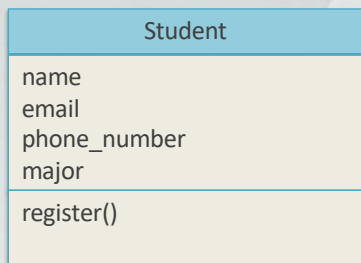 Student
name
email
phone_number
major
register()